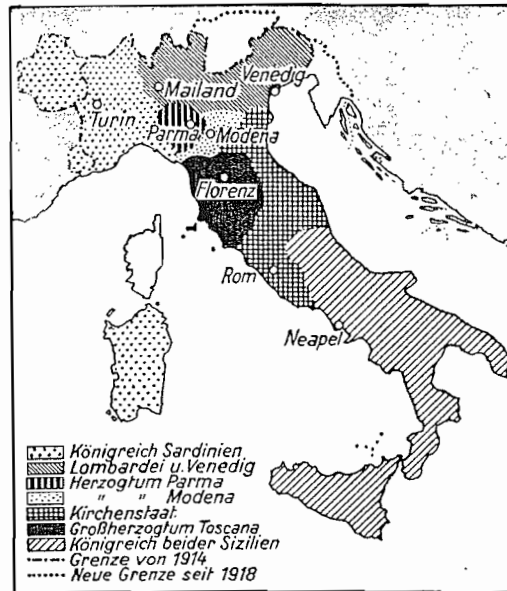 Venedig
Mailand
Turin
Parma
Modena
Florenz
Rom
Neapel
Königreich Sardinien
Lombardei u. Venedig
Herzogtum Parma
" " Modena
Kirchenstaat
Großherzogtum Toscana
Königreich beider Sizilien
Grenze von 1914
Neue Grenze seit 1918